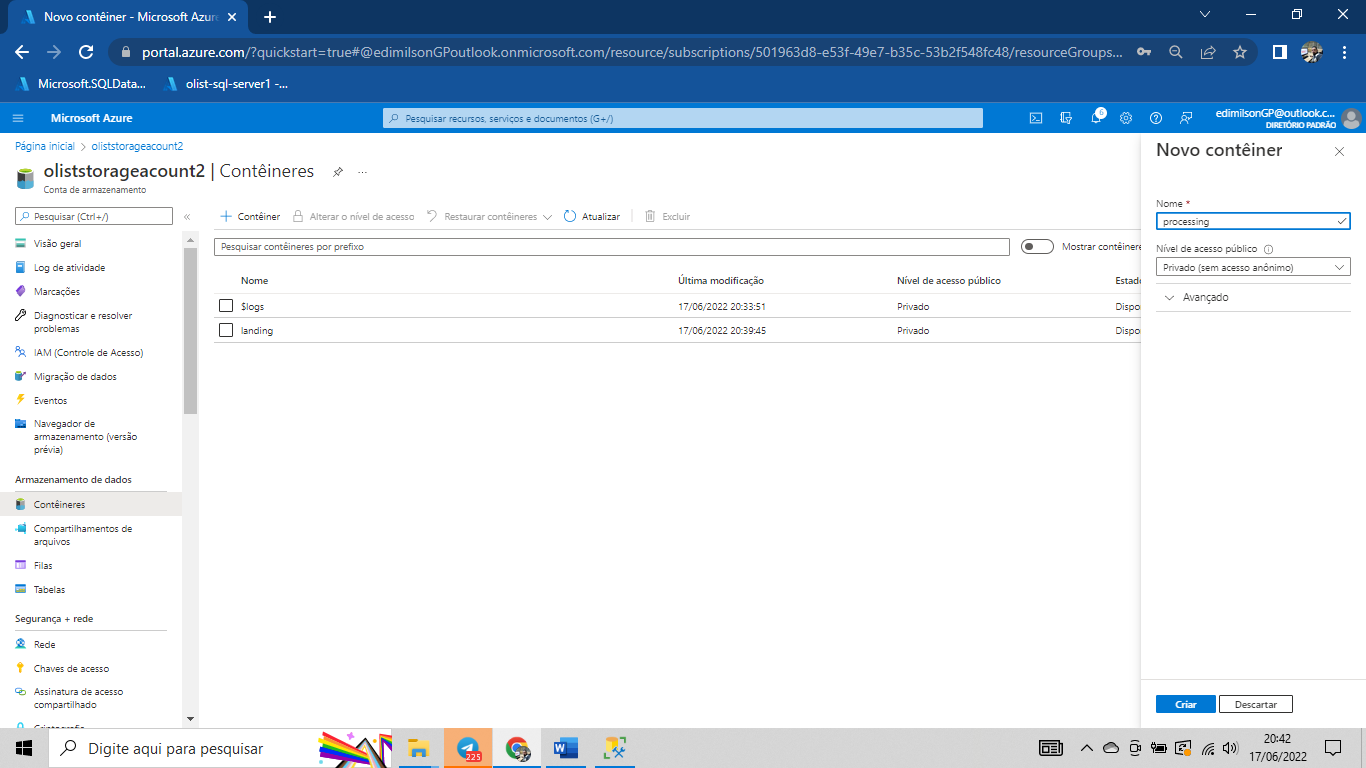 Novo contêiner - Microsoft Azure
portal.azure.com/?quickstart=true#@edimilsonGPoutlook.onmicrosoft.com/resource/subscriptions/501963d8-e53f-49e7-b35c-53b2f548fc48/resourceGroups...
Microsoft.SQLData...
olist-sql-server1 -...
Microsoft Azure
Pesquisar recursos, serviços e documentos (G+/)
6
edimilsonGP@outlook.c...
DIRETÓRIO PADRÃO
Página inicial > oliststorageacount2
oliststorageacount2 | Contêineres
...
Conta de armazenamento
Pesquisar (Ctrl+/)
«
Visão geral
Log de atividade
Marcações
Diagnosticar e resolver
problemas
IAM (Controle de Acesso)
Migração de dados
Eventos
Navegador de
armazenamento (versão
prévia)
Armazenamento de dados
Contêineres
Compartilhamentos de
arquivos
Filas
Tabelas
Segurança + rede
Rede
Chaves de acesso
Assinatura de acesso
compartilhado
+ Contêiner
Alterar o nível de acesso
Restaurar contêineres
Atualizar
Excluir
Pesquisar contêineres por prefixo
Mostrar contêinere
Nome Última modificação Nível de acesso público Estado
$logs 17/06/2022 20:33:51 Privado Dispo
landing 17/06/2022 20:39:45 Privado Dispo
Novo contêiner
Nome *
processing
Nível de acesso público
Privado (sem acesso anônimo)
Avançado
Criar
Descartar
Digite aqui para pesquisar
225
20:42
17/06/2022